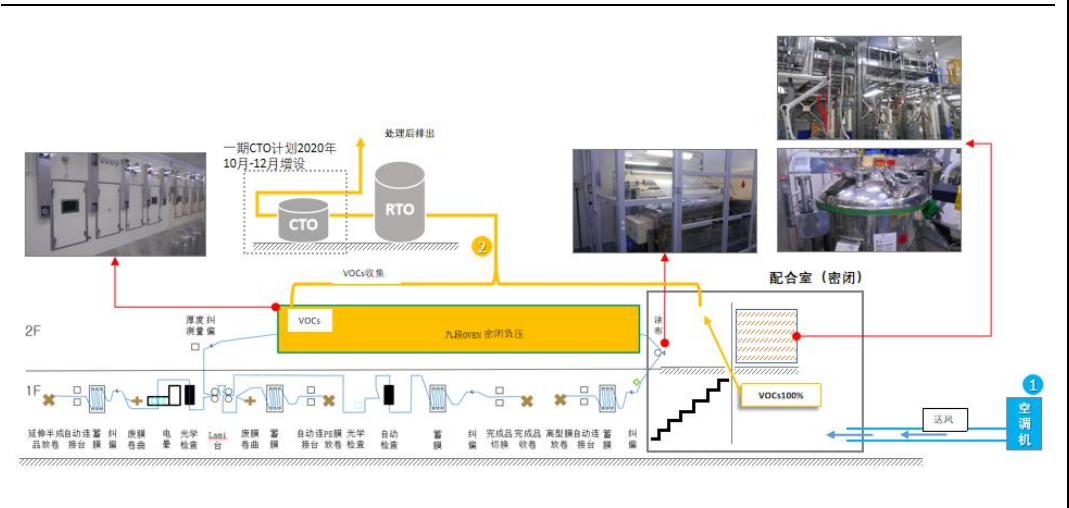 处理后排出
一期CTO计划2020年
10月-12月增设
CTO
RTO
2
VOCs收集
配合室（密闭）
2F
厚度
测量
纠
偏
VOCs
九段OVEN 密闭负压
涂
布
1F
VOCs100%
1
空
调
机
送风
延伸半成
品放卷
自动连
接台
蓄
膜
纠
偏
废膜
卷曲
电
晕
光学
检查
Lami
台
废膜
卷曲
蓄
膜
自动连
接台
PE膜
放卷
光学
检查
自动
检查
蓄
膜
纠
偏
完成品
切换
完成品
收卷
离型膜
放卷
自动连
接台
蓄
膜
纠
偏